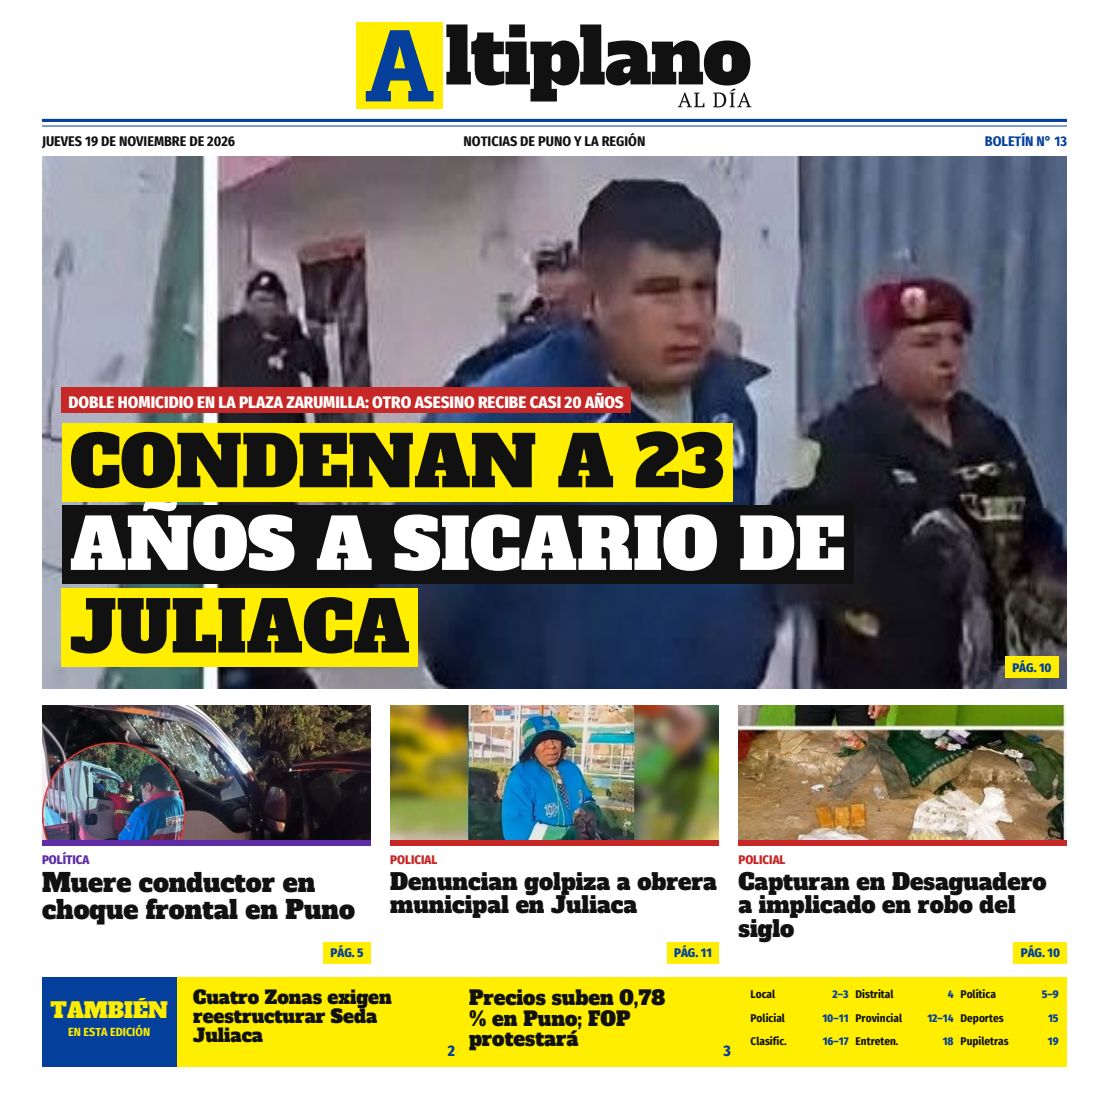 Altiplano
AL DÍA
JUEVES 19 DE NOVIEMBRE DE 2026
NOTICIAS DE PUNO Y LA REGIÓN
BOLETÍN N° 13
DOBLE HOMICIDIO EN LA PLAZA ZARUMILLA: OTRO ASESINO RECIBE CASI 20 AÑOS
CONDENAN A 23
AÑOS A SICARIO DE
JULIACA
PÁG. 10
POLÍTICA
Muere conductor en
choque frontal en Puno
PÁG. 5
POLICIAL
Denuncian golpiza a obrera
municipal en Juliaca
PÁG. 11
POLICIAL
Capturan en Desaguadero
a implicado en robo del
siglo
PÁG. 10
TAMBIÉN
EN ESTA EDICIÓN
Cuatro Zonas exigen
reestructurar Seda
Juliaca
2
Precios suben 0,78
% en Puno; FOP
protestará
3
Local 2–3 Distrital 4 Política 5–9
Policial 10–11 Provincial 12–14 Deportes 15
Clasific. 16–17 Entreten. 18 Pupiletras 19